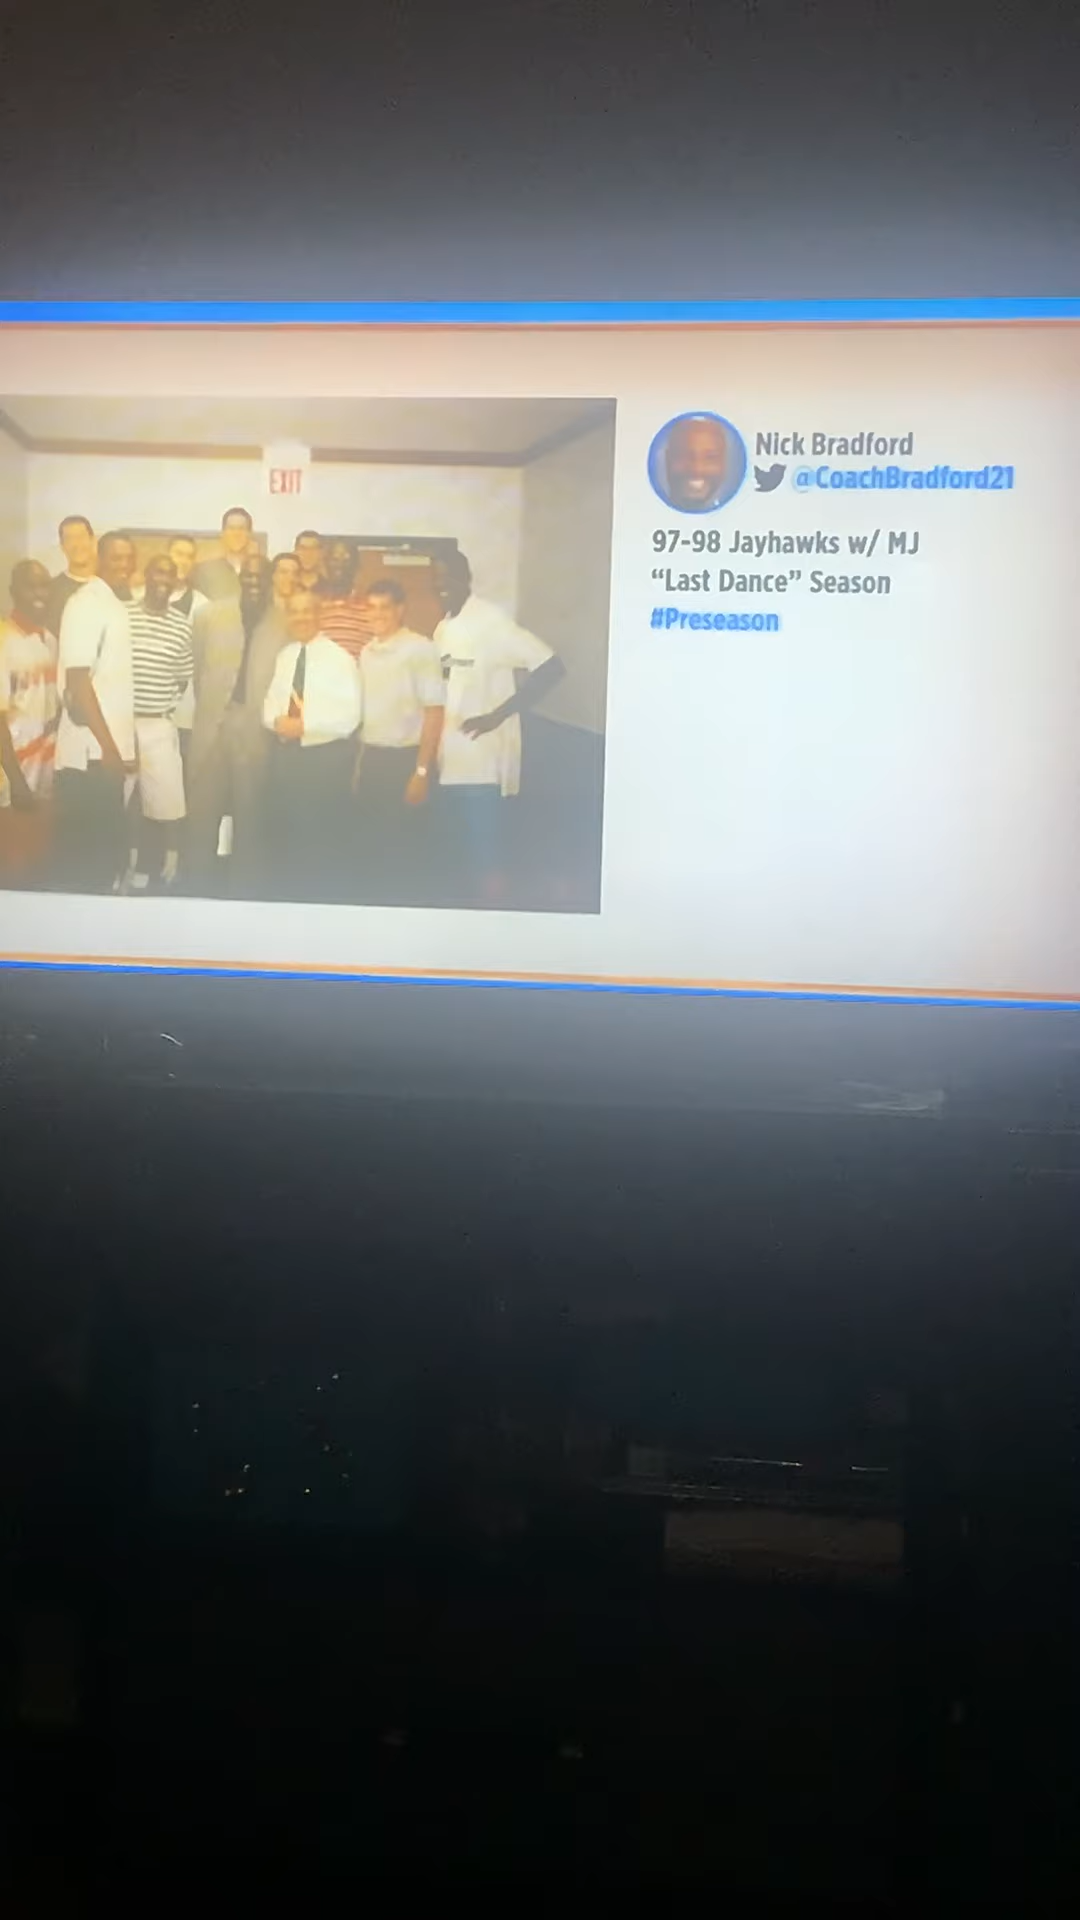 EXIT
Nick Bradford
@CoachBradford21
97-98 Jayhawks w/ MJ
“Last Dance” Season
#Preseason